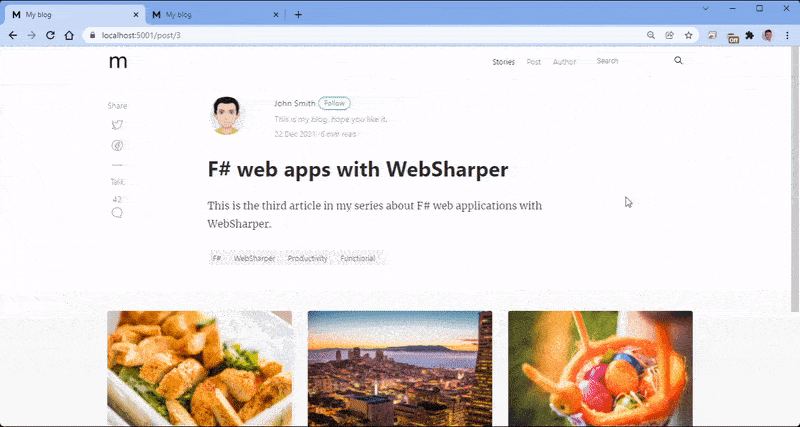 My blog
My blog
localhost:5001/post/3
Off
m
Stories Post Author Search
Share
John Smith Follow
This is my blog, hope you like it.
22 Dec 2021 · 6 min read
F# web apps with WebSharper
Talk
This is the third article in my series about F# web applications with
42
WebSharper.
F# WebSharper Productivity Functional